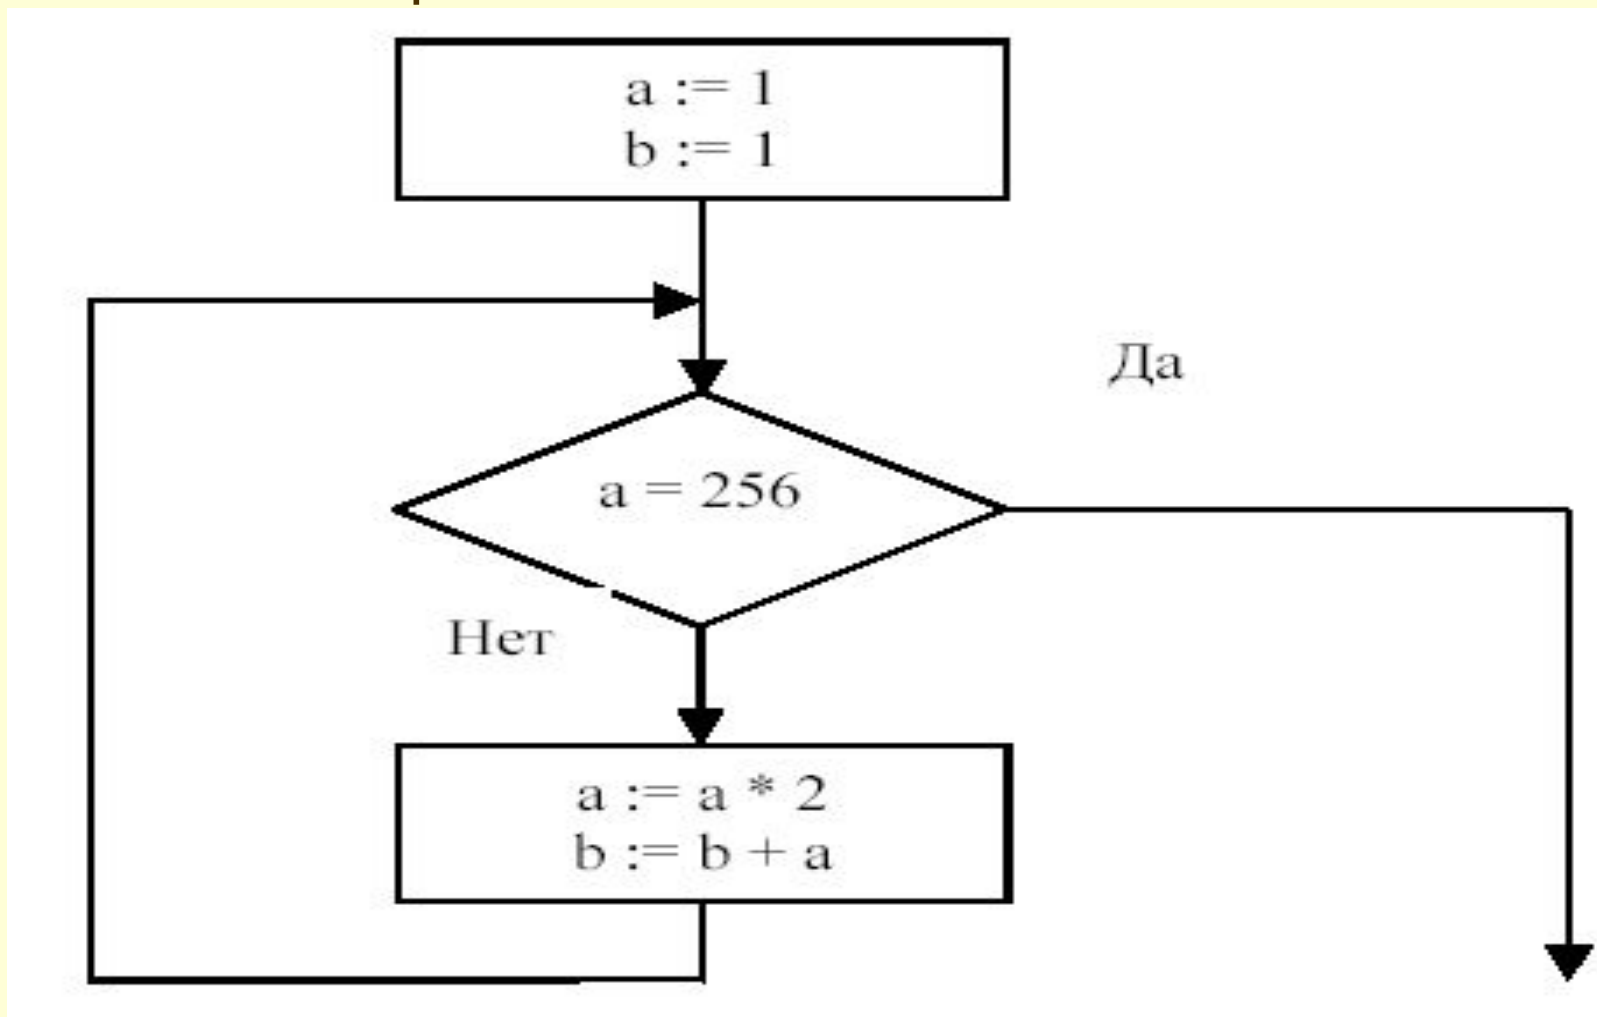 a := 1
b := 1
Да
a = 256
Нет
a := a * 2
b := b + a